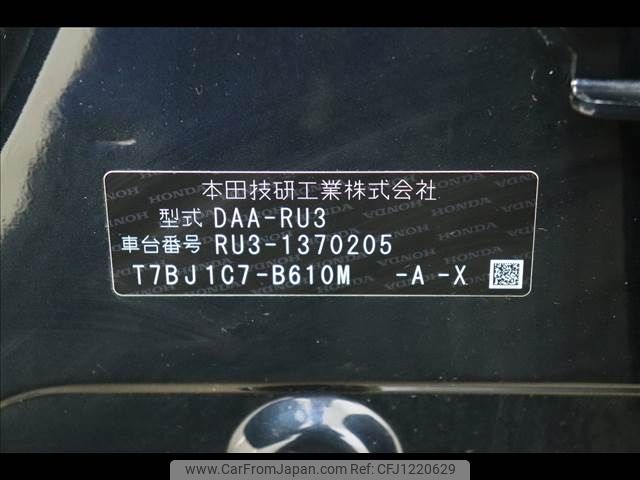 本田技研工業株式会社
型式 DAA-RU3
車台番号 RU3-1370205
T7BJ1C7-B610M -A-X
www.CarFromJapan.com CFJ1220629